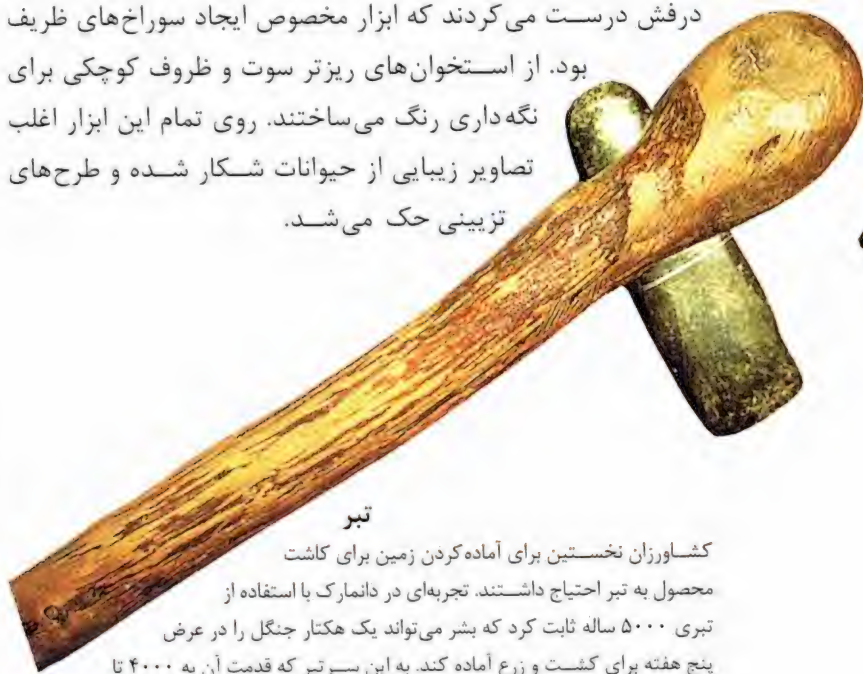 درفش درست می‌کردند که ابزار مخصوص ایجاد سوراخ‌های ظریف
بود. از استخوان‌های ریزتر سوت و ظروف کوچکی برای
نگه‌داری رنگ می‌ساختند. روی تمام این ابزار اغلب
تصاویر زیبایی از حیوانات شکار شده و طرح‌های
تزیینی حک می‌شد.
تبر
کشاورزان نخستین برای آماده‌کردن زمین برای کاشت
محصول به تبر احتیاج داشتند. تجربه‌ای در دانمارک با استفاده از
تبری ۵۰۰۰ ساله ثابت کرد که بشر می‌تواند یک هکتار جنگل را در عرض
پنج هفته برای کشت و زرع آماده کند. به این سرتبر که قدمت آن به ۴۰۰۰ تا